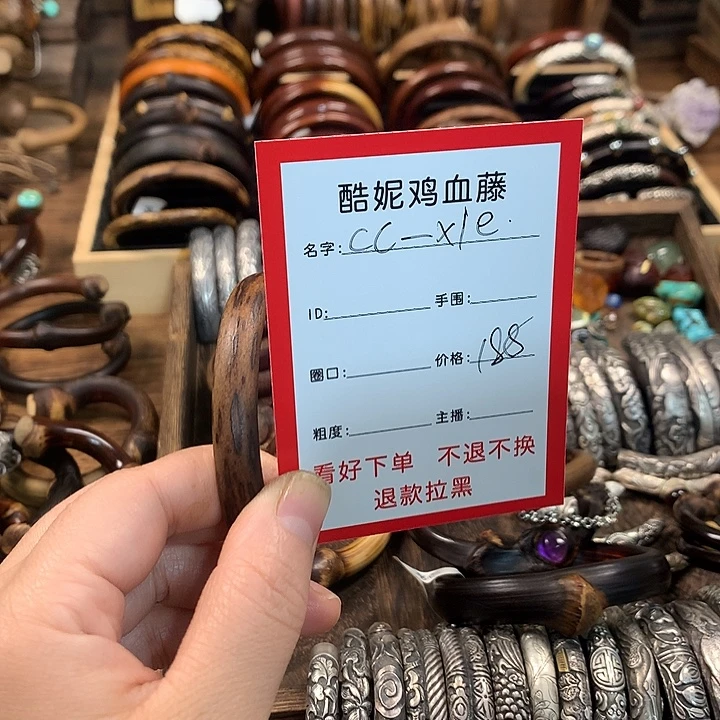 酷妮鸡血藤
名字: cc-xle.
ID: 手围:
圈口: 价格: 188
粗度: 主播:
看好下单 不退不换
退款拉黑